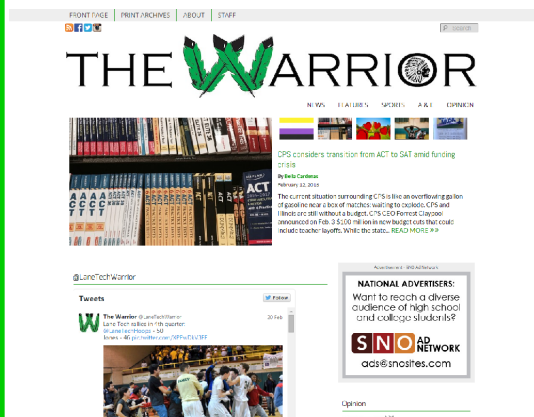 FRONT PAGE PRINT ARCHIVES ABOUT STAFF
search
THE WARRIOR
NEWS FEATURES SPORTS A & E OPINION
CPS considers transition from ACT to SAT amid funding
crisis
By Bella Cardenas
February 12, 2016
The current situation surrounding CPS is like an overflowing gallon
of gasoline near a box of matches: waiting to explode. CPS and
Illinois are still without a budget. CPS CEO Forrest Claypool
announced on Feb. 3 $100 million in new budget cuts that could
include teacher layoffs. While the state... READ MORE »
ACT
@LaneTechWarrior
Tweets Follow
The Warrior @LaneTechWarrior 20 Feb
Lane Tech rallies in 4th quarter:
@LaneTechHoops - 50
Jones - 46
Advertisement - SNO Ad Network
NATIONAL ADVERTISERS:
Want to reach a diverse
audience of high school
and college students?
SNO AD
NETWORK
ads@snosites.com
Opinion